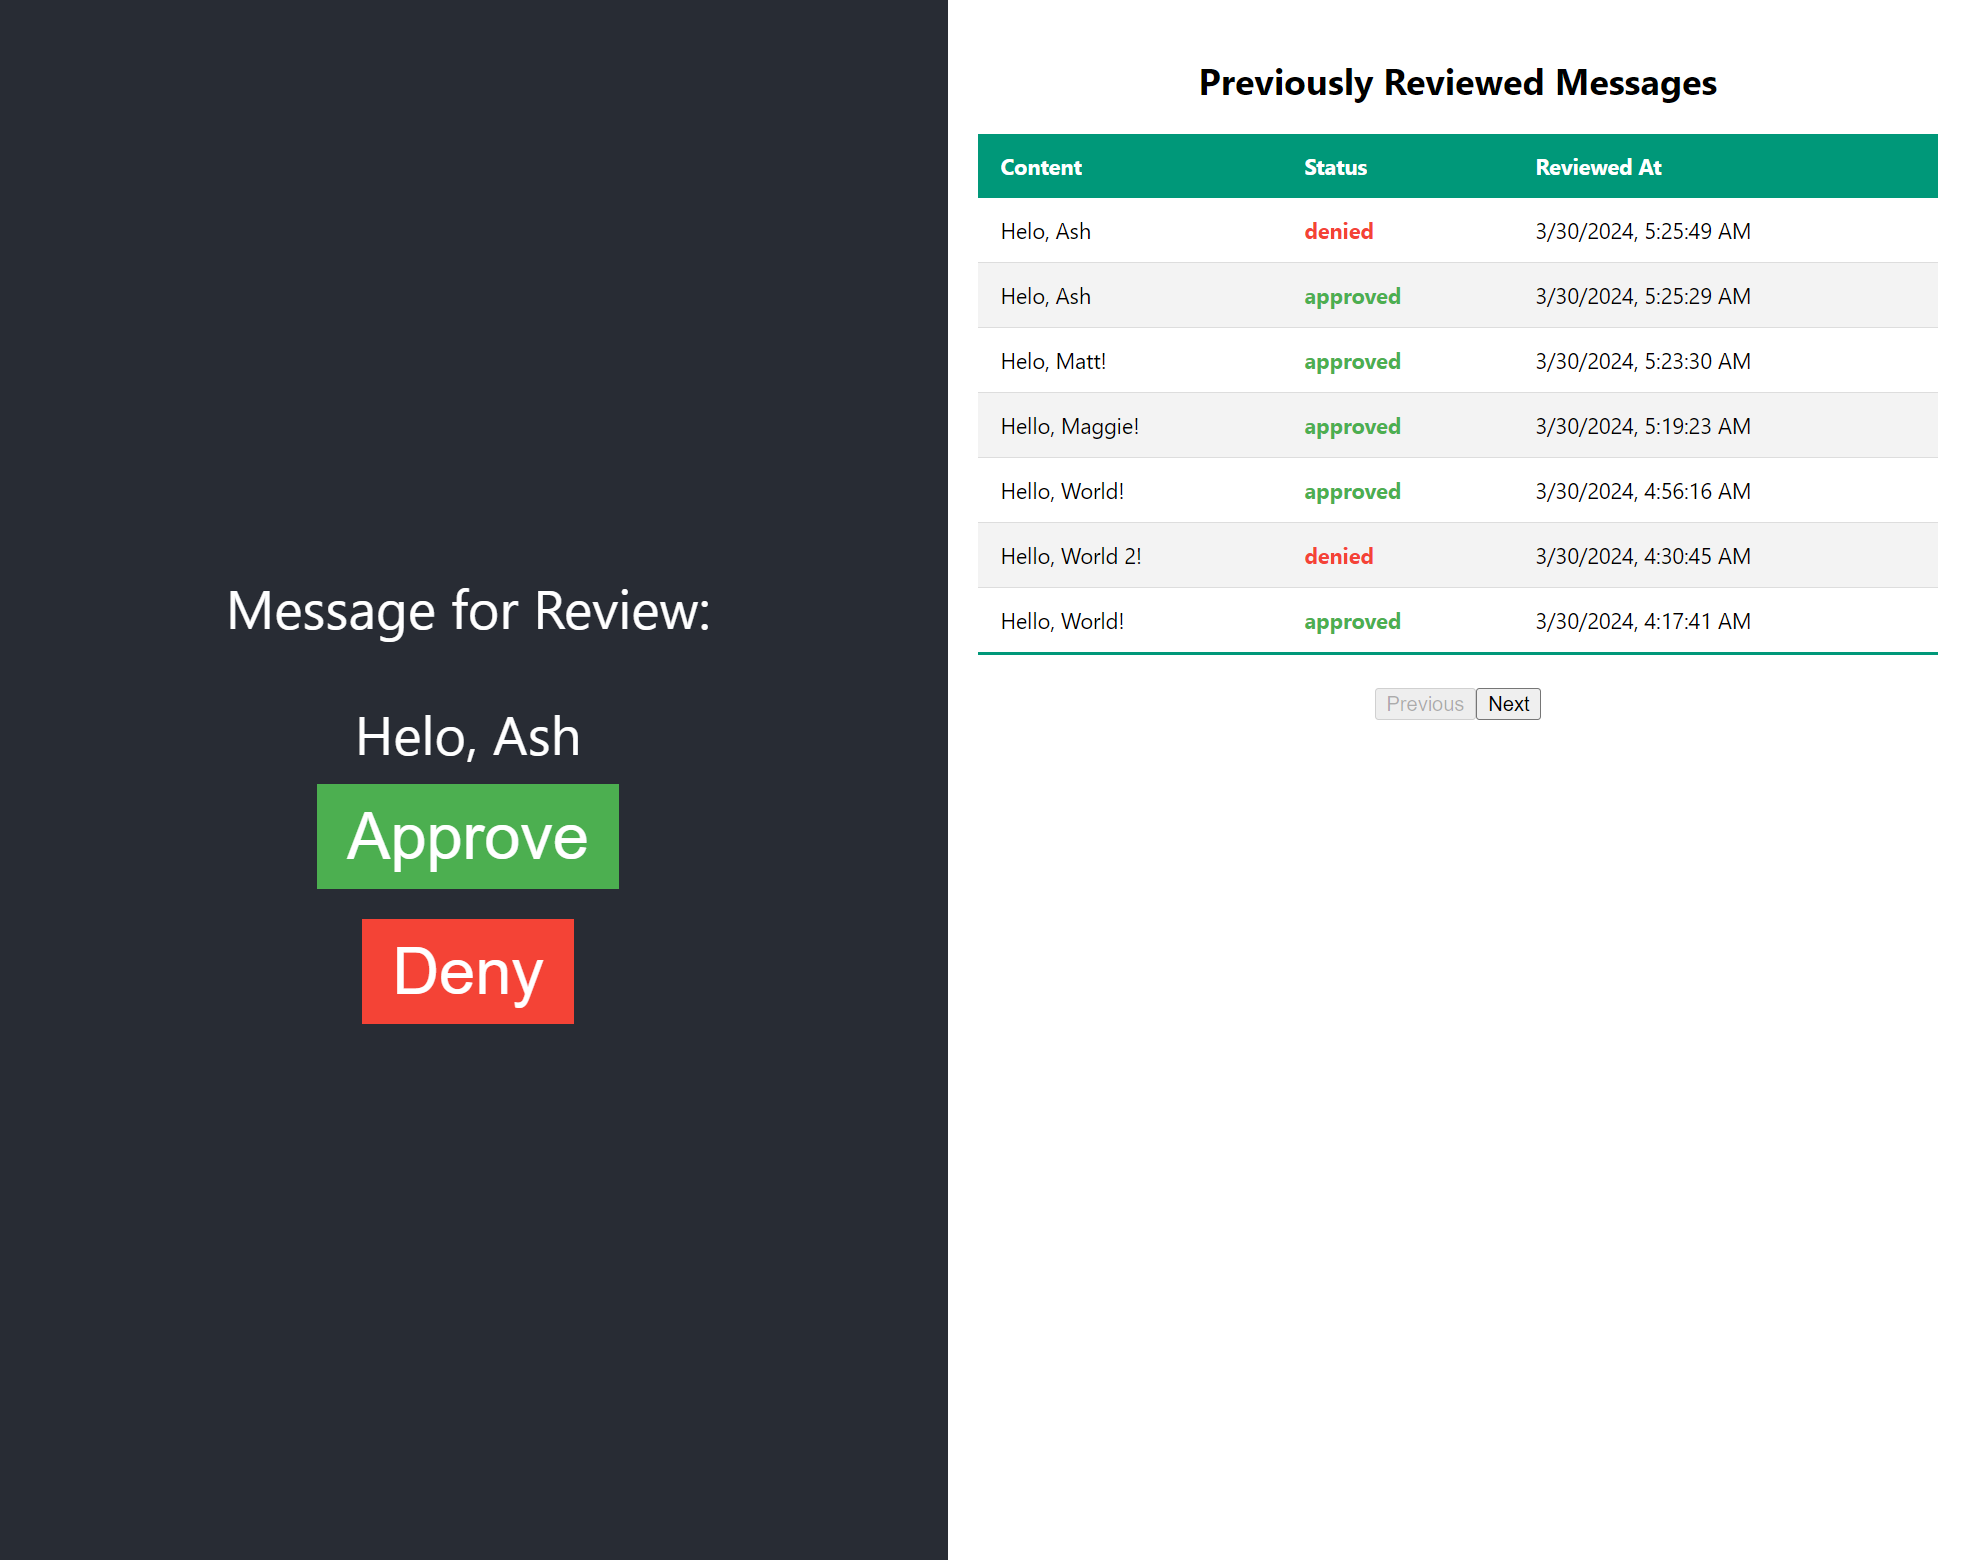 Message for Review:
Helo, Ash
Approve
Deny
Previously Reviewed Messages
Content Status Reviewed At
Helo, Ash denied 3/30/2024, 5:25:49 AM
Helo, Ash approved 3/30/2024, 5:25:29 AM
Helo, Matt! approved 3/30/2024, 5:23:30 AM
Hello, Maggie! approved 3/30/2024, 5:19:23 AM
Hello, World! approved 3/30/2024, 4:56:16 AM
Hello, World 2! denied 3/30/2024, 4:30:45 AM
Hello, World! approved 3/30/2024, 4:17:41 AM
Previous Next